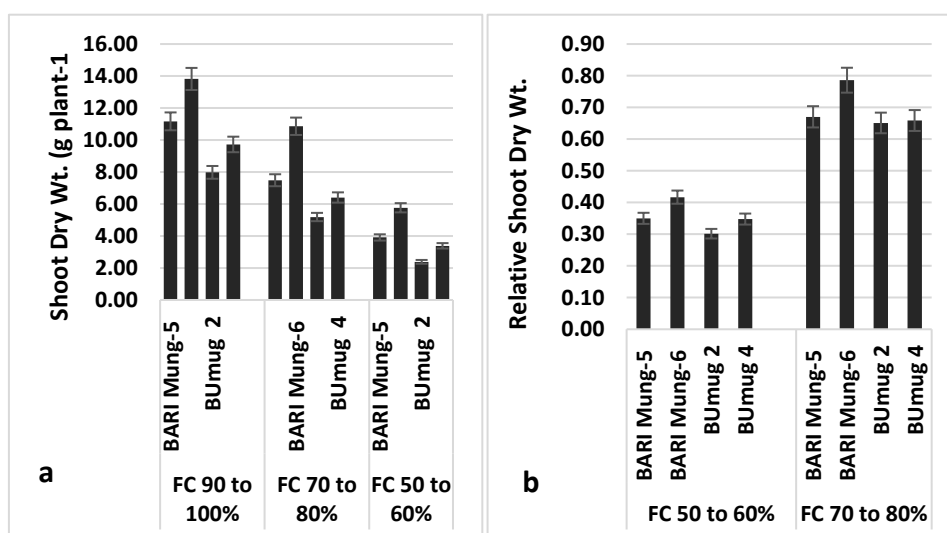 Shoot Dry Wt. (g plant-1
16.00
14.00
12.00
10.00
8.00
6.00
4.00
2.00
0.00
BARI Mung-5
BUmug 2
BARI Mung-6
BUmug 4
BARI Mung-5
BUmug 2
FC 90 to
100%
FC 70 to
80%
FC 50 to
60%
a
Relative Shoot Dry Wt.
0.90
0.80
0.70
0.60
0.50
0.40
0.30
0.20
0.10
0.00
BARI Mung-5
BARI Mung-6
BUmug 2
BUmug 4
BARI Mung-5
BARI Mung-6
BUmug 2
BUmug 4
FC 50 to 60%
FC 70 to 80%
b